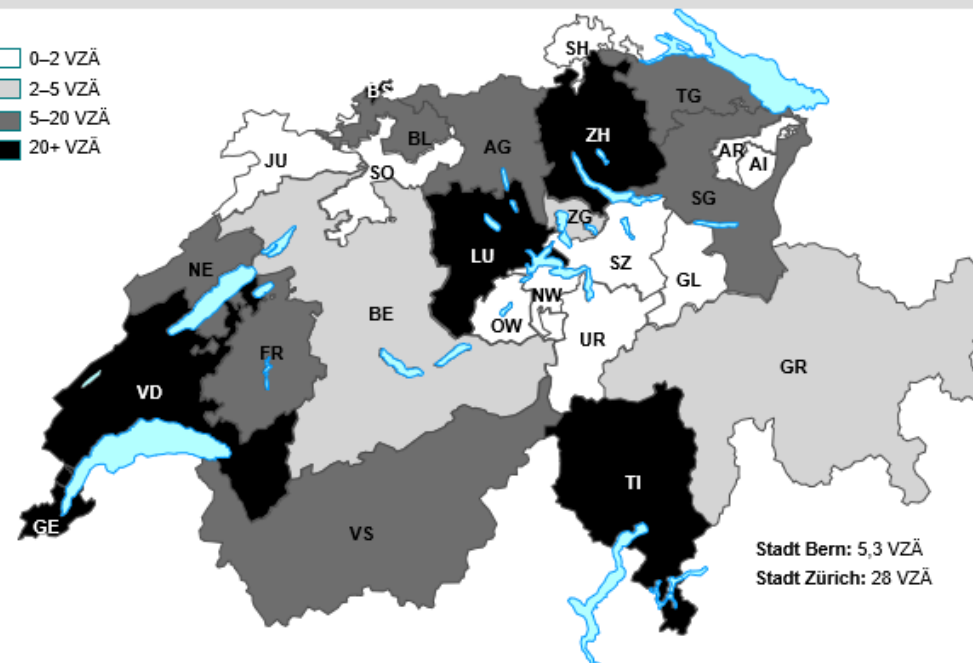 0–2 VZÄ
2–5 VZÄ
5–20 VZÄ
20+ VZÄ
SH
BS
TG
BL
ZH
AG
JU
SO
AR
AI
SG
ZG
LU
SZ
NE
GL
NW
BE
OW
UR
FR
GR
VD
TI
GE
VS
Stadt Bern: 5,3 VZÄ
Stadt Zürich: 28 VZÄ